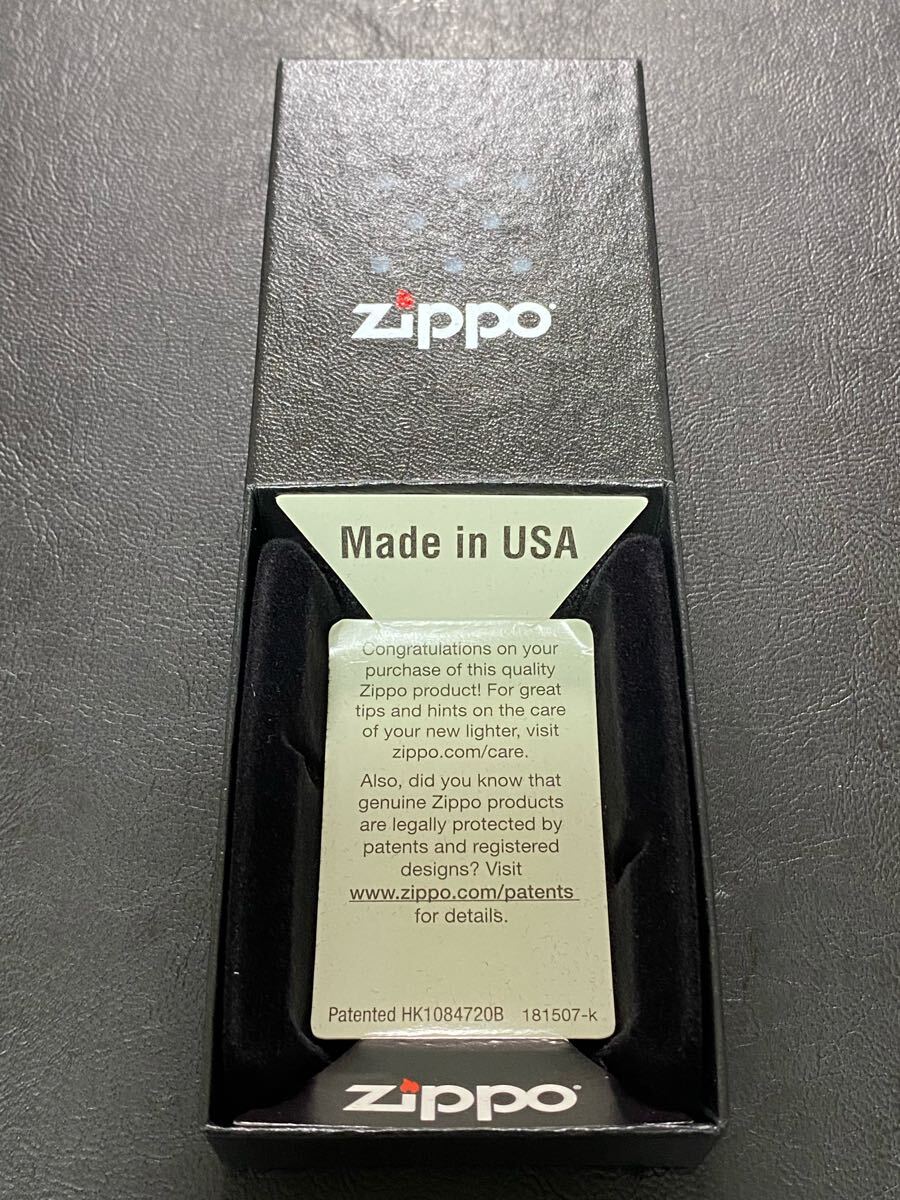 Zippo
Made in USA
Congratulations on your
purchase of this quality
Zippo product! For great
tips and hints on the care
of your new lighter, visit
zippo.com/care.
Also, did you know that
genuine Zippo products
are legally protected by
patents and registered
designs? Visit
www.zippo.com/patents
for details.
Patented HK1084720B 181507-k
Zippo